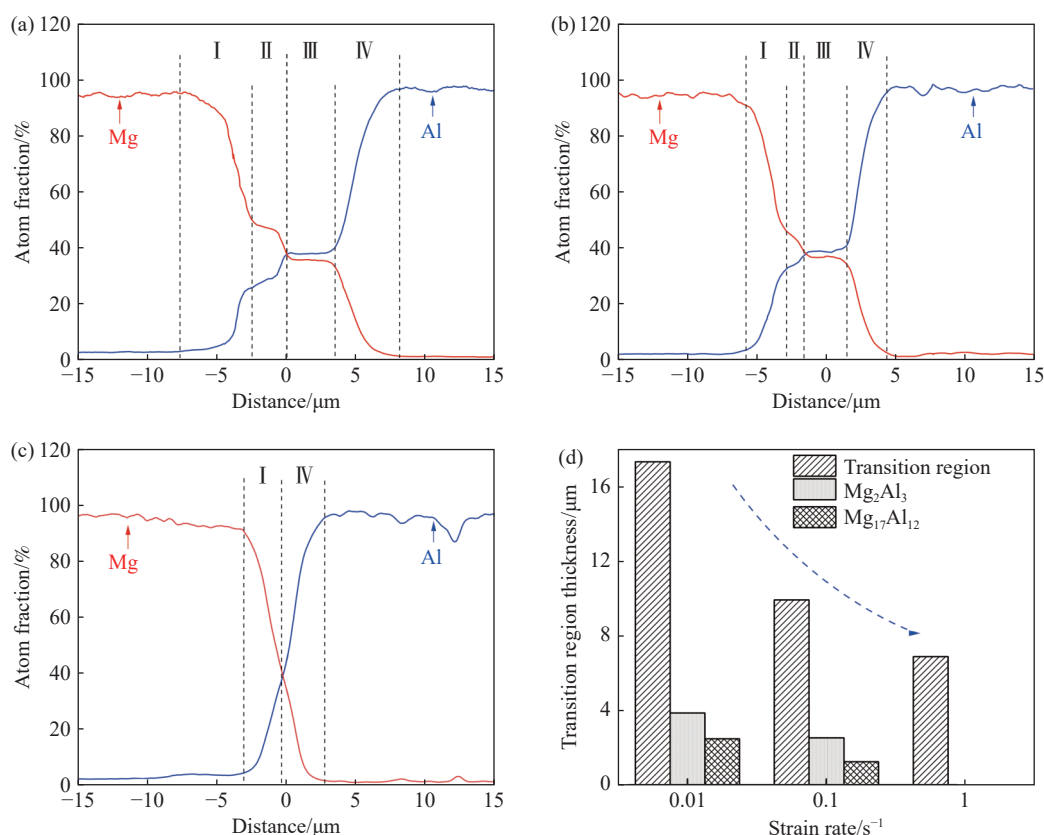 (a)
120
100
80
60
40
20
0
Atom fraction/%
Ⅰ Ⅱ Ⅲ Ⅳ
Mg
Al
−15 −10 −5 0 5 10 15
Distance/μm
(b)
120
100
80
60
40
20
0
Atom fraction/%
Ⅰ Ⅱ Ⅲ Ⅳ
Mg
Al
−15 −10 −5 0 5 10 15
Distance/μm
(c)
120
100
80
60
40
20
0
Atom fraction/%
Ⅰ Ⅳ
Mg
Al
−15 −10 −5 0 5 10 15
Distance/μm
(d)
16
12
8
4
0
Transition region thickness/μm
Transition region
Mg₂Al₃
Mg₁₇Al₁₂
0.01 0.1 1
Strain rate/s⁻¹